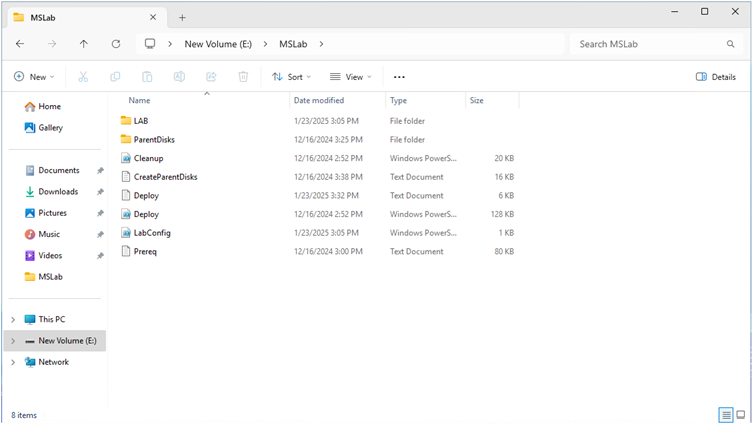 MSLab
New Volume (E:) MSLab
Search MSLab
New
Sort
View
Details
Name Date modified Type Size
Home
Gallery
Documents
Downloads
Pictures
Music
Videos
MSLab
This PC
New Volume (E:)
Network
LAB 1/23/2025 3:05 PM File folder
ParentDisks 12/16/2024 3:25 PM File folder
Cleanup 12/16/2024 2:52 PM Windows PowerS... 20 KB
CreateParentDisks 12/16/2024 3:38 PM Text Document 16 KB
Deploy 1/23/2025 3:32 PM Text Document 6 KB
Deploy 12/16/2024 2:52 PM Windows PowerS... 128 KB
LabConfig 1/23/2025 3:05 PM Windows PowerS... 1 KB
Prereq 12/16/2024 3:00 PM Text Document 80 KB
8 items